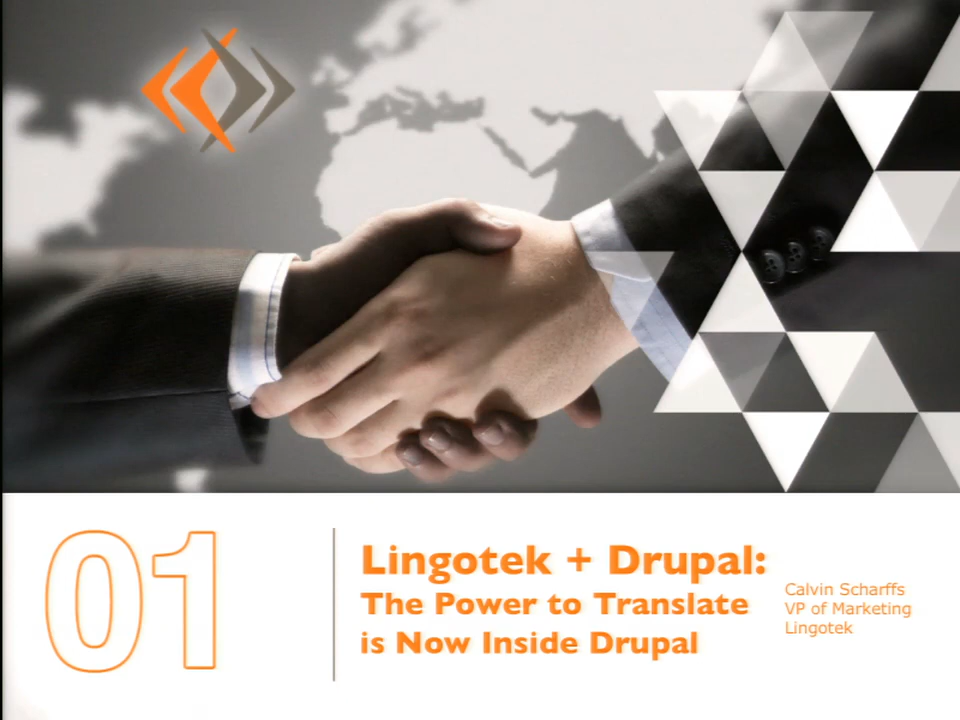 01
Lingotek + Drupal:
The Power to Translate
is Now Inside Drupal
Calvin Scharffs
VP of Marketing
Lingotek